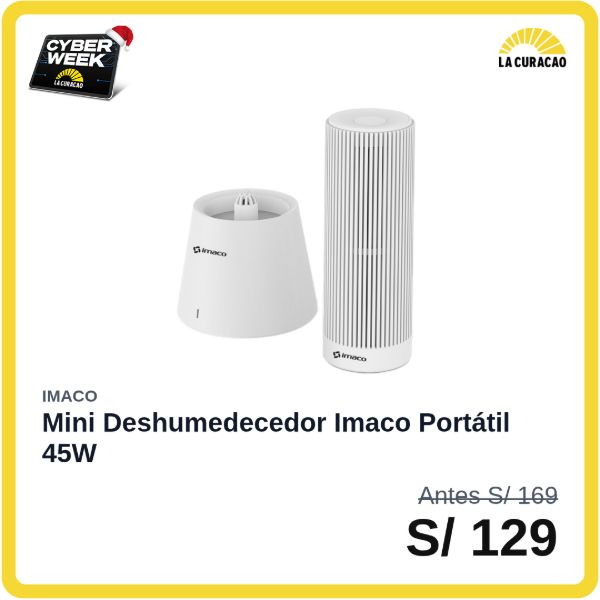 CYBER
WEEK
LA CURACAO
LA CURACAO
imaco
imaco
IMACO
Mini Deshumedecedor Imaco Portátil
45W
Antes S/ 169
S/ 129